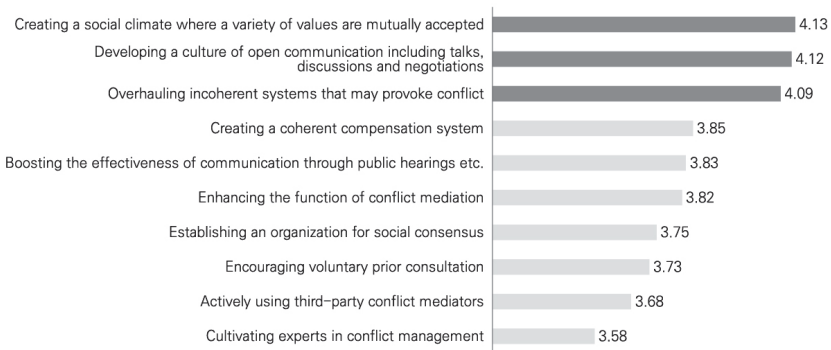 Creating a social climate where a variety of values are mutually accepted 4.13
Developing a culture of open communication including talks,
discussions and negotiations 4.12
Overhauling incoherent systems that may provoke conflict 4.09
Creating a coherent compensation system 3.85
Boosting the effectiveness of communication through public hearings etc. 3.83
Enhancing the function of conflict mediation 3.82
Establishing an organization for social consensus 3.75
Encouraging voluntary prior consultation 3.73
Actively using third-party conflict mediators 3.68
Cultivating experts in conflict management 3.58